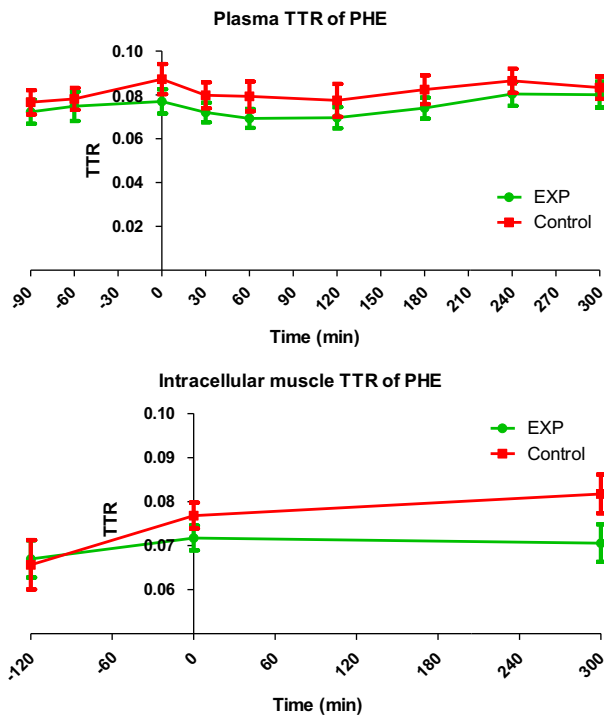 Plasma TTR of PHE
0.10
0.08
0.06
0.04
0.02
TTR
EXP
Control
-90 -60 -30 0 30 60 90 120 150 180 210 240 270 300
Time (min)
Intracellular muscle TTR of PHE
0.10
0.09
0.08
0.07
0.06
TTR
EXP
Control
-120 -60 0 60 120 180 240 300
Time (min)